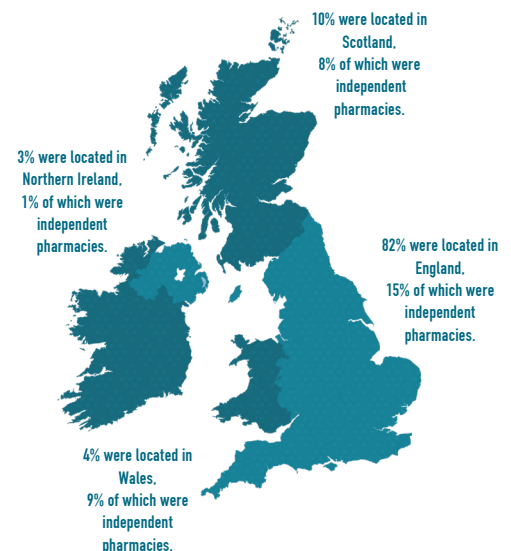 10% were located in
Scotland,
8% of which were
independent
pharmacies.
3% were located in
Northern Ireland,
1% of which were
independent
pharmacies.
82% were located in
England,
15% of which were
independent
pharmacies.
4% were located in
Wales,
9% of which were
independent
pharmacies.